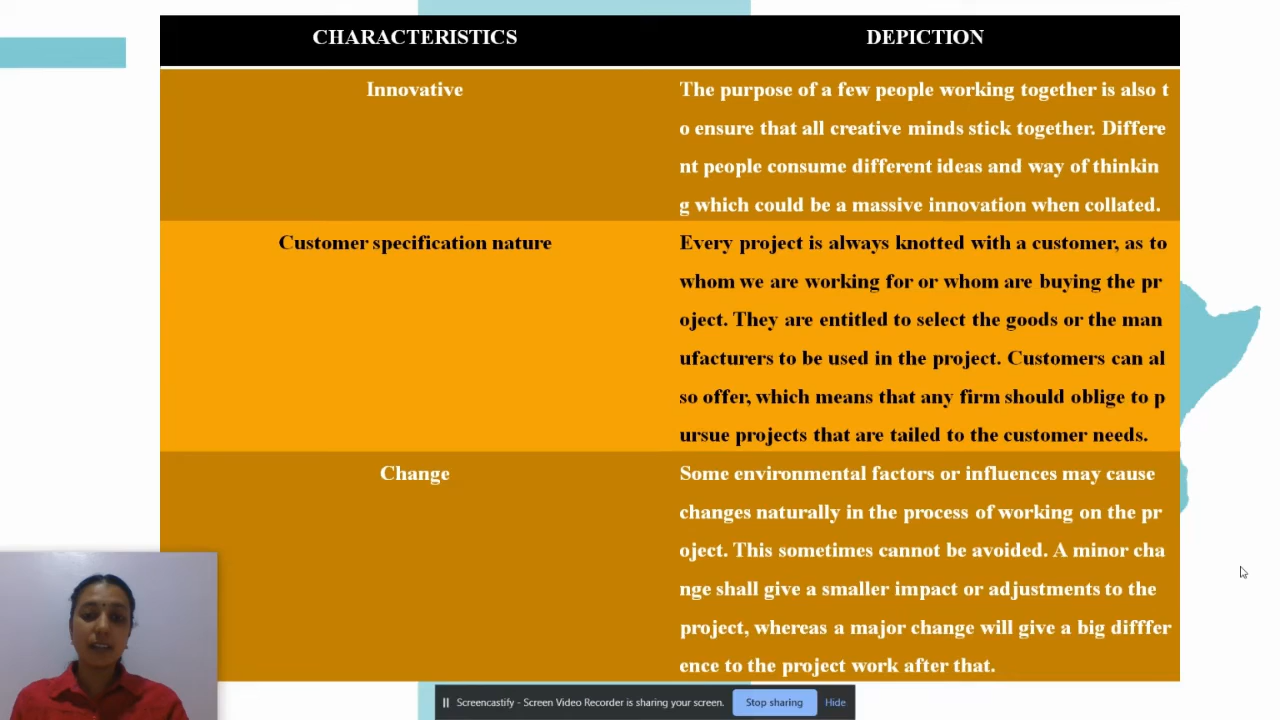 CHARACTERISTICS DEPICTION
Innovative
The purpose of a few people working together is also t
o ensure that all creative minds stick together. Differe
nt people consume different ideas and way of thinkin
g which could be a massive innovation when collated.
Customer specification nature
Every project is always knotted with a customer, as to
whom we are working for or whom are buying the pr
oject. They are entitled to select the goods or the man
ufacturers to be used in the project. Customers can al
so offer, which means that any firm should oblige to p
ursue projects that are tailed to the customer needs.
Change
Some environmental factors or influences may cause
changes naturally in the process of working on the pr
oject. This sometimes cannot be avoided. A minor cha
nge shall give a smaller impact or adjustments to the
project, whereas a major change will give a big difffer
ence to the project work after that.
Screencastify - Screen Video Recorder is sharing your screen. Stop sharing Hide